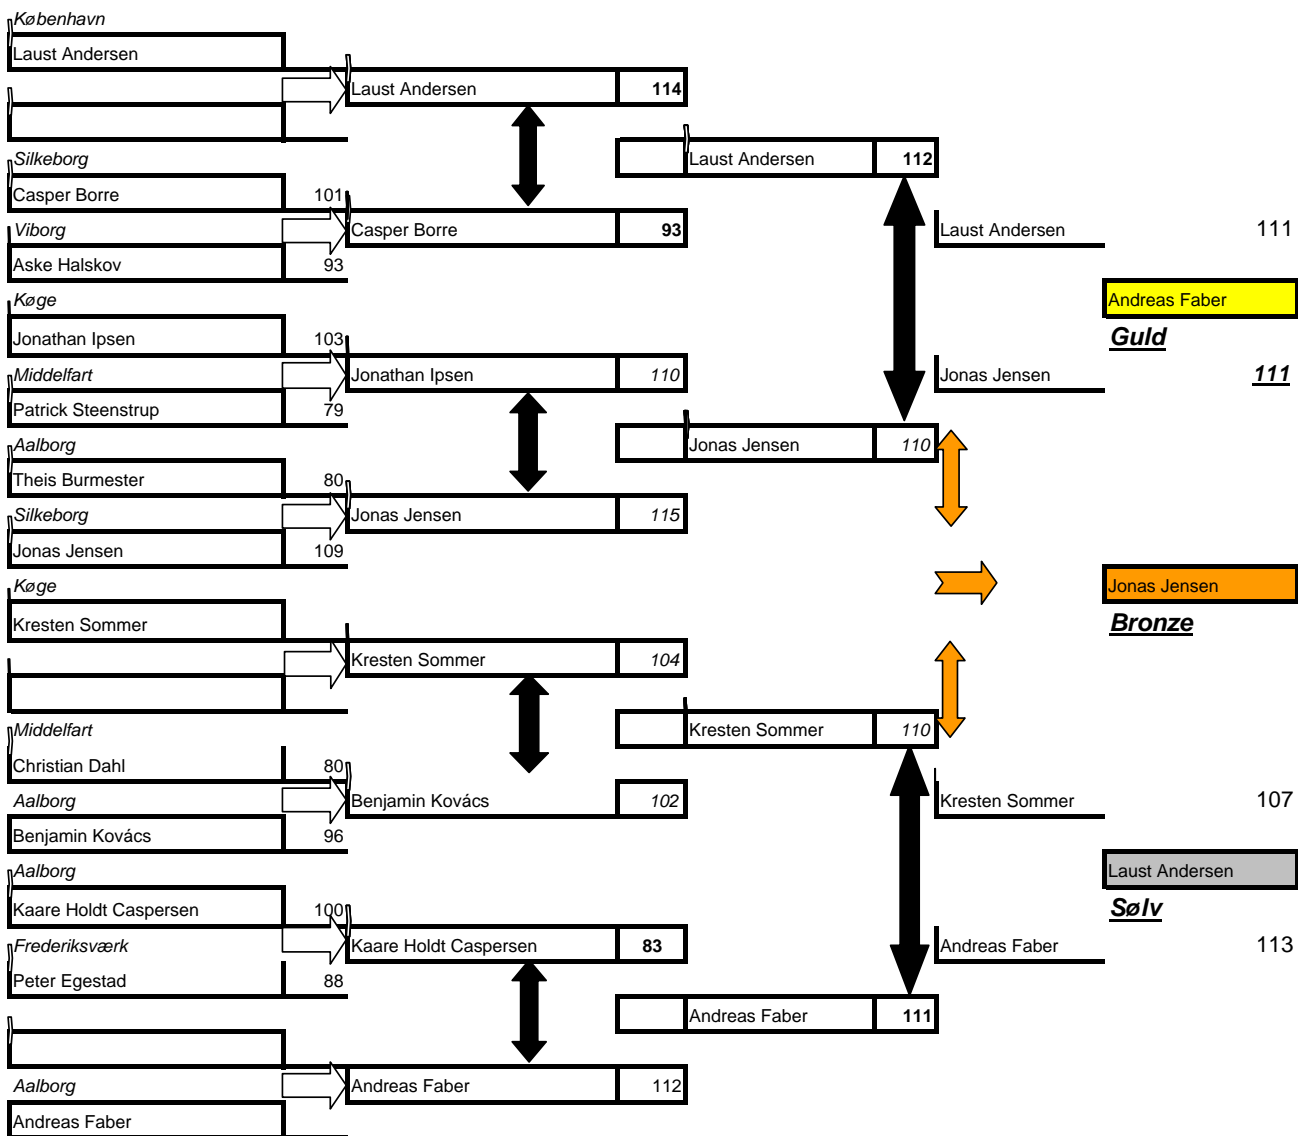 København
Laust Andersen
Laust Andersen 114
Laust Andersen 112
Silkeborg
Casper Borre 101
Viborg
Casper Borre 93
Laust Andersen 111
Aske Halskov 93
Køge
Andreas Faber
Jonathan Ipsen 103
Guld
Middelfart
Jonathan Ipsen 110
Jonas Jensen 111
Patrick Steenstrup 79
Aalborg
Jonas Jensen 110
Theis Burmester 80
Silkeborg
Jonas Jensen 115
Jonas Jensen 109
Køge
Jonas Jensen
Kresten Sommer
Bronze
Kresten Sommer 104
Middelfart
Kresten Sommer 110
Christian Dahl 80
Aalborg
Benjamin Kovács 102
Kresten Sommer 107
Benjamin Kovács 96
Aalborg
Laust Andersen
Kaare Holdt Caspersen 100
Sølv
Frederiksværk
Kaare Holdt Caspersen 83
Andreas Faber 113
Peter Egestad 88
Andreas Faber 111
Aalborg
Andreas Faber 112
Andreas Faber